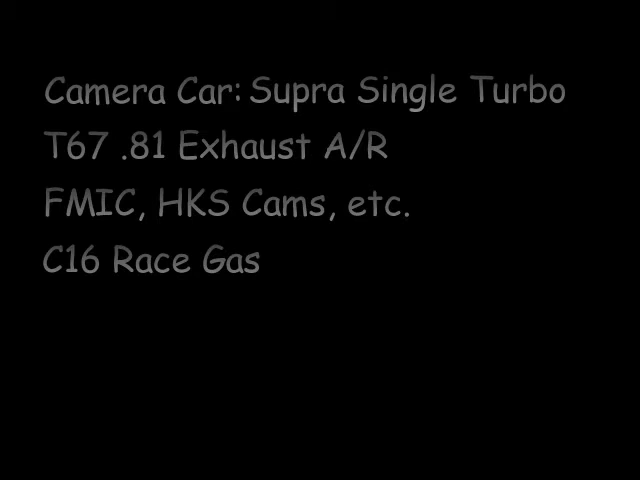 Camera Car: Supra Single Turbo
T67 .81 Exhaust A/R
FMIC, HKS Cams, etc.
C16 Race Gas